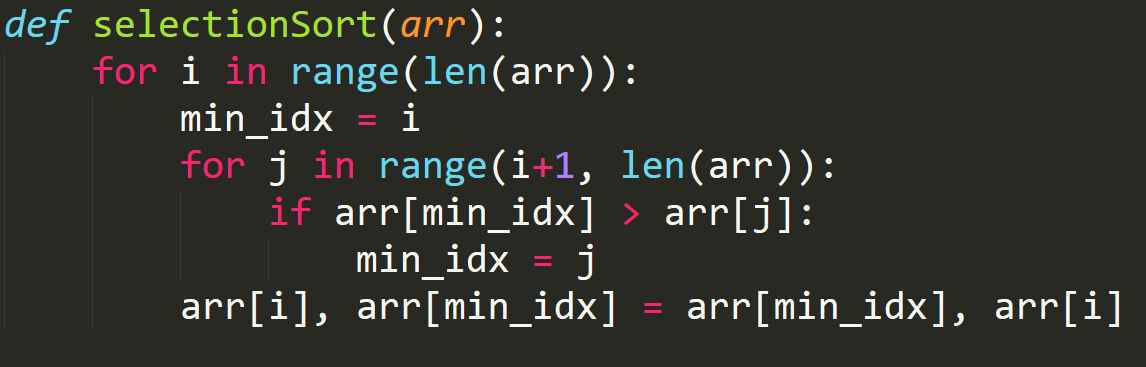 def selectionSort(arr):
    for i in range(len(arr)):
        min_idx = i
        for j in range(i+1, len(arr)):
            if arr[min_idx] > arr[j]:
                min_idx = j
        arr[i], arr[min_idx] = arr[min_idx], arr[i]